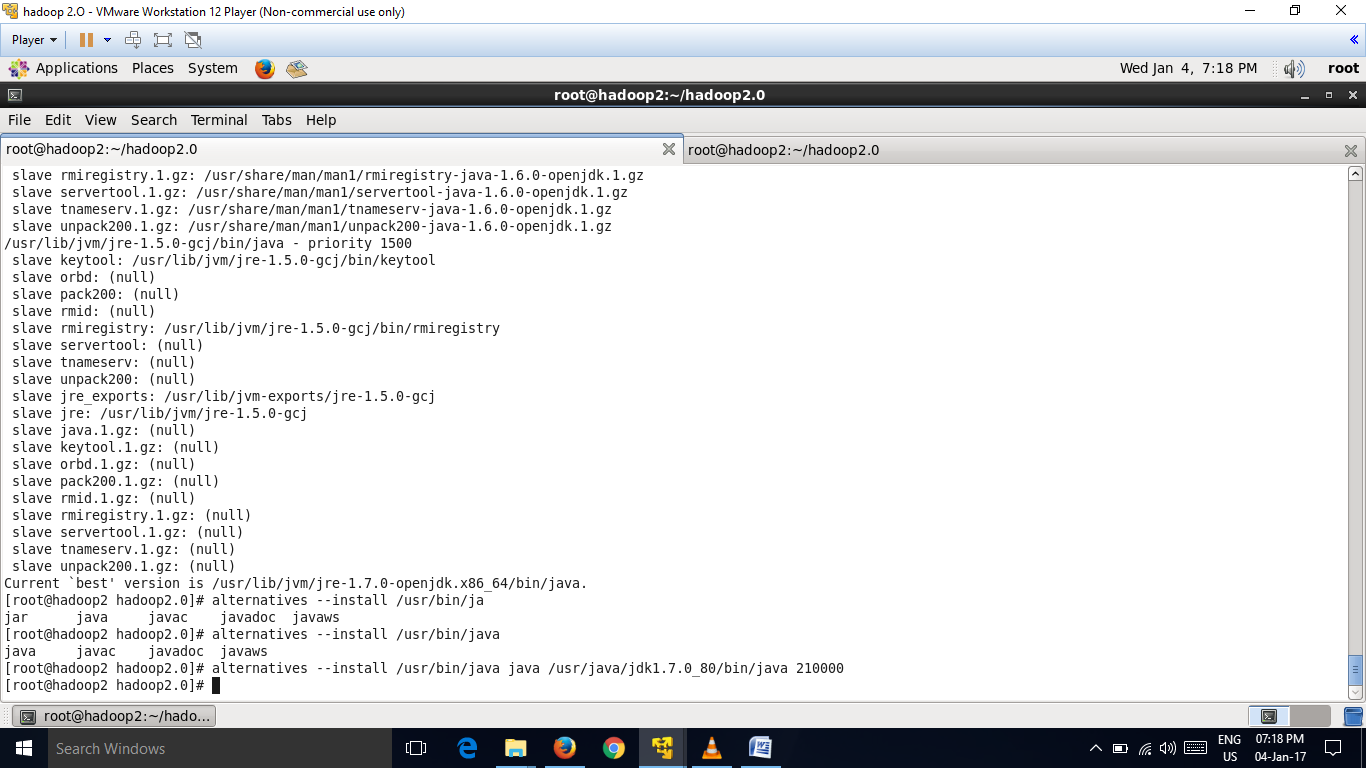 hadoop 2.O - VMware Workstation 12 Player (Non-commercial use only)
Player
Applications Places System Wed Jan 4, 7:18 PM root
root@hadoop2:~/hadoop2.0
File Edit View Search Terminal Tabs Help
root@hadoop2:~/hadoop2.0 root@hadoop2:~/hadoop2.0
slave rmiregistry.1.gz: /usr/share/man/man1/rmiregistry-java-1.6.0-openjdk.1.gz
slave servertool.1.gz: /usr/share/man/man1/servertool-java-1.6.0-openjdk.1.gz
slave tnameserv.1.gz: /usr/share/man/man1/tnameserv-java-1.6.0-openjdk.1.gz
slave unpack200.1.gz: /usr/share/man/man1/unpack200-java-1.6.0-openjdk.1.gz
/usr/lib/jvm/jre-1.5.0-gcj/bin/java - priority 1500
slave keytool: /usr/lib/jvm/jre-1.5.0-gcj/bin/keytool
slave orbd: (null)
slave pack200: (null)
slave rmid: (null)
slave rmiregistry: /usr/lib/jvm/jre-1.5.0-gcj/bin/rmiregistry
slave servertool: (null)
slave tnameserv: (null)
slave unpack200: (null)
slave jre_exports: /usr/lib/jvm-exports/jre-1.5.0-gcj
slave jre: /usr/lib/jvm/jre-1.5.0-gcj
slave java.1.gz: (null)
slave keytool.1.gz: (null)
slave orbd.1.gz: (null)
slave pack200.1.gz: (null)
slave rmid.1.gz: (null)
slave rmiregistry.1.gz: (null)
slave servertool.1.gz: (null)
slave tnameserv.1.gz: (null)
slave unpack200.1.gz: (null)
Current `best' version is /usr/lib/jvm/jre-1.7.0-openjdk.x86_64/bin/java.
[root@hadoop2 hadoop2.0]# alternatives --install /usr/bin/ja
jar java javac javadoc javaws
[root@hadoop2 hadoop2.0]# alternatives --install /usr/bin/java
java javac javadoc javaws
[root@hadoop2 hadoop2.0]# alternatives --install /usr/bin/java java /usr/java/jdk1.7.0_80/bin/java 210000
[root@hadoop2 hadoop2.0]#
root@hadoop2:~/hado...
Search Windows
ENG 07:18 PM
US 04-Jan-17